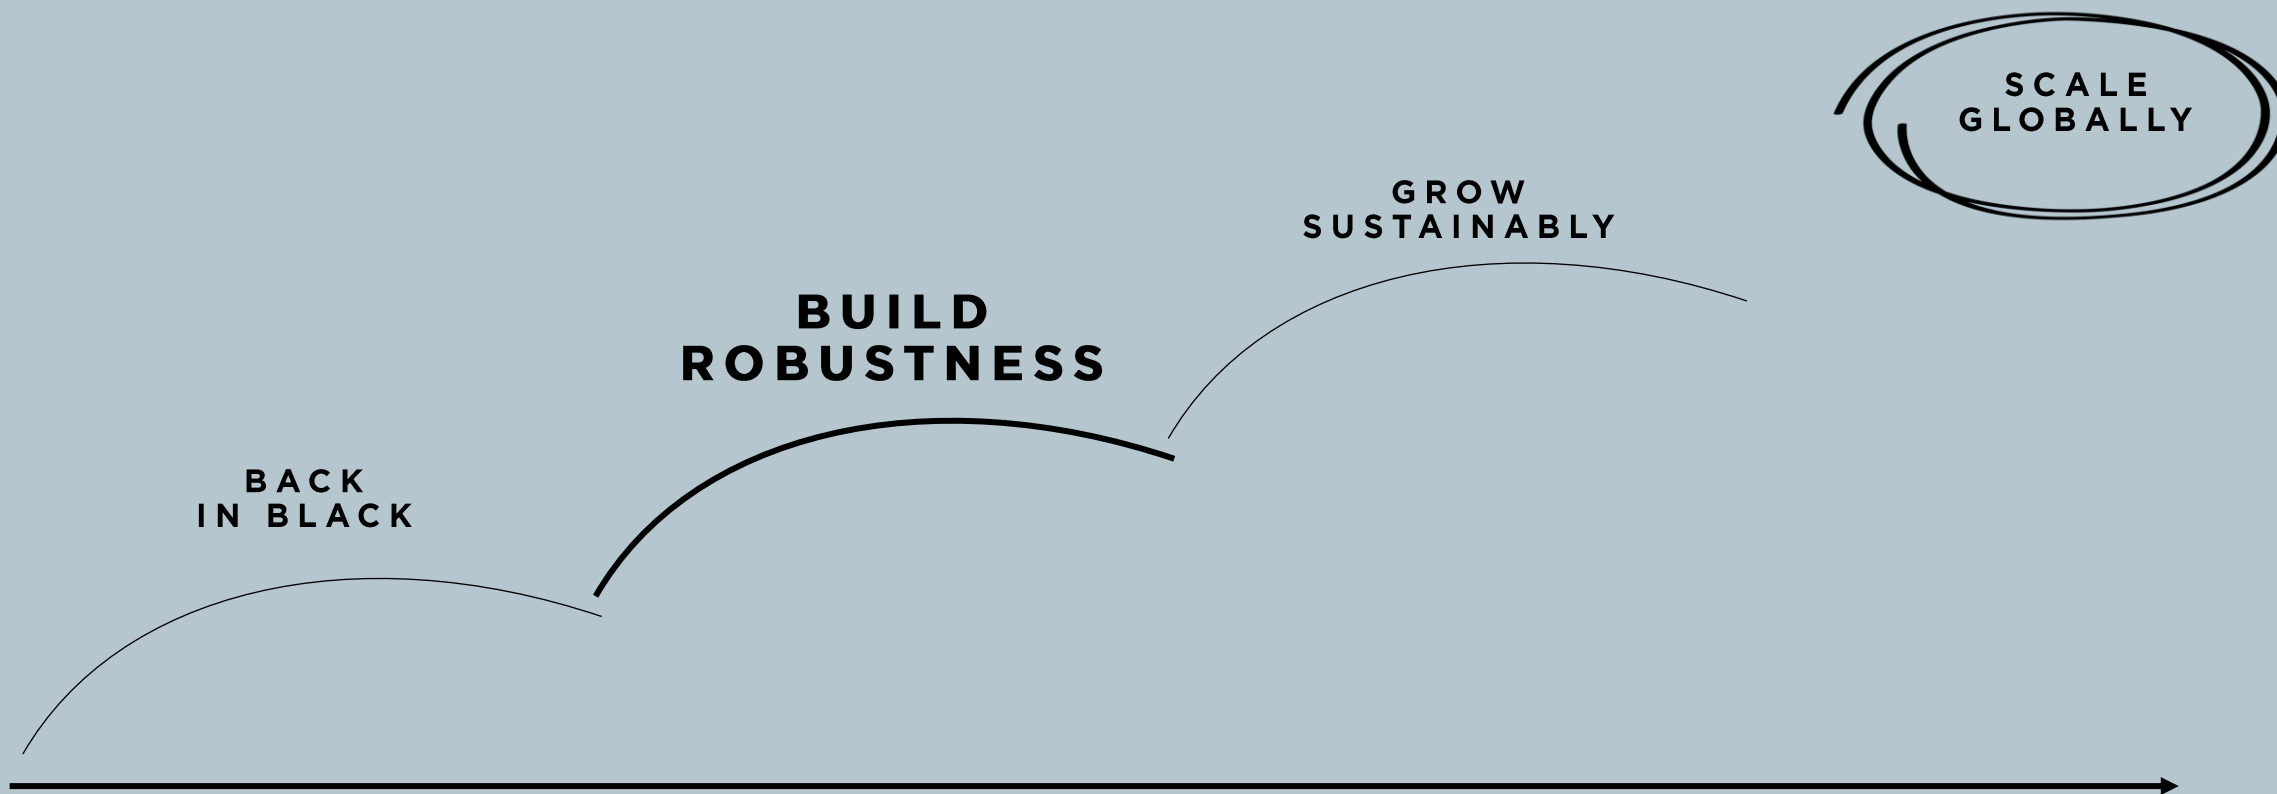 SCALE
GLOBALLY
GROW
SUSTAINABLY
BUILD
ROBUSTNESS
BACK
IN BLACK